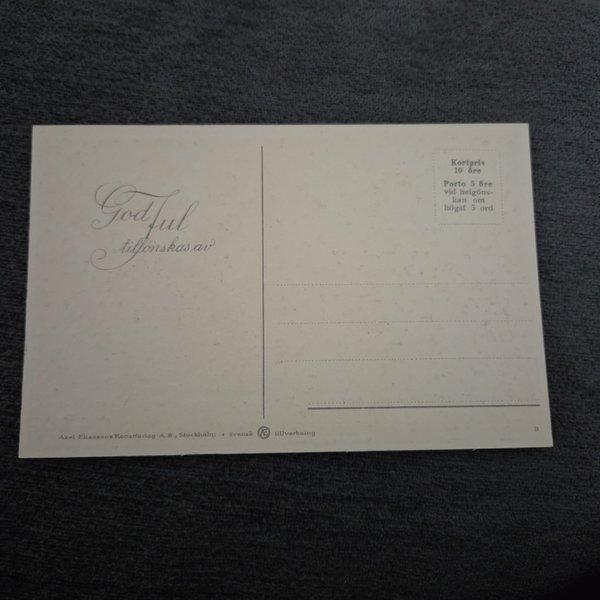 Kortpris
10 öre
Porto 5 öre
vid helgöns-
kan om
högst 5 ord
God Jul
tillönskas av
Axel Eliassons Konstförlag A. B., Stockholm. • Svensk Æ tillverkning